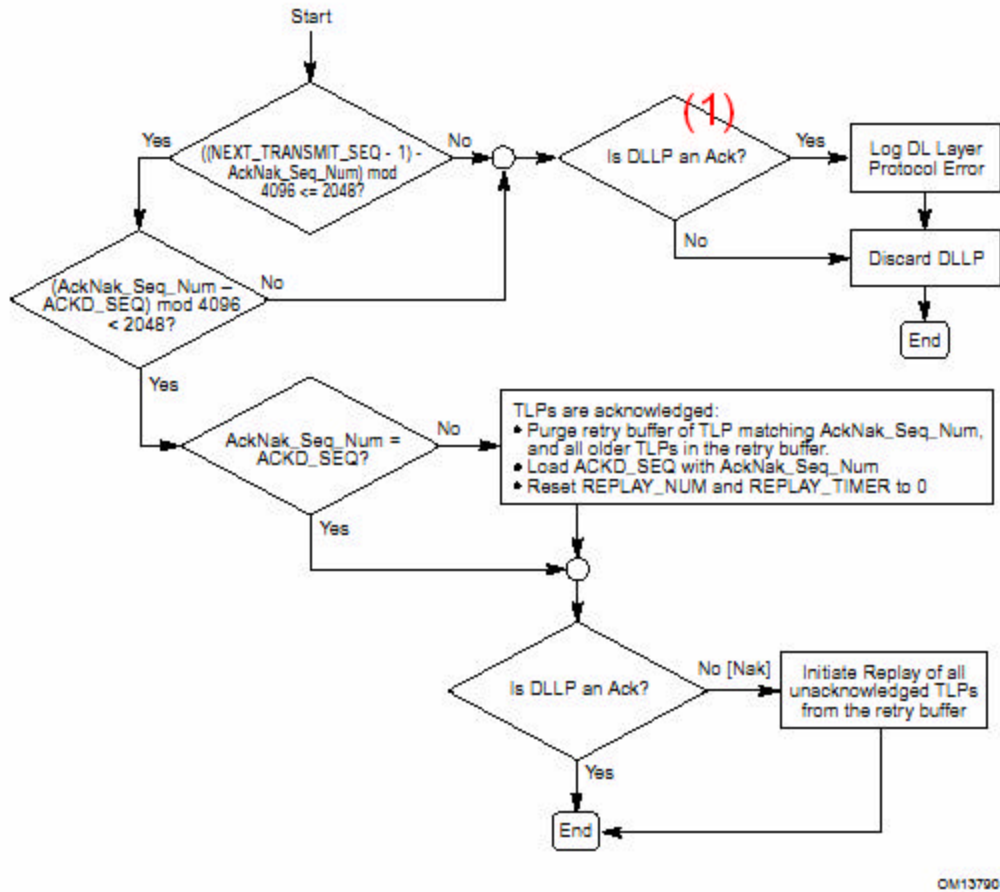 Start
(1)
Yes
((NEXT_TRANSMIT_SEQ - 1) -
AckNak_Seq_Num) mod
4096 <= 2048?
No
Is DLLP an Ack?
Yes
Log DL Layer
Protocol Error
No
Discard DLLP
End
(AckNak_Seq_Num –
ACKD_SEQ) mod 4096
< 2048?
No
Yes
AckNak_Seq_Num =
ACKD_SEQ?
No
Yes
TLPs are acknowledged:
• Purge retry buffer of TLP matching AckNak_Seq_Num,
and all older TLPs in the retry buffer.
• Load ACKD_SEQ with AckNak_Seq_Num
• Reset REPLAY_NUM and REPLAY_TIMER to 0
Is DLLP an Ack?
No [Nak]
Initiate Replay of all
unacknowledged TLPs
from the retry buffer
Yes
End
OM13790